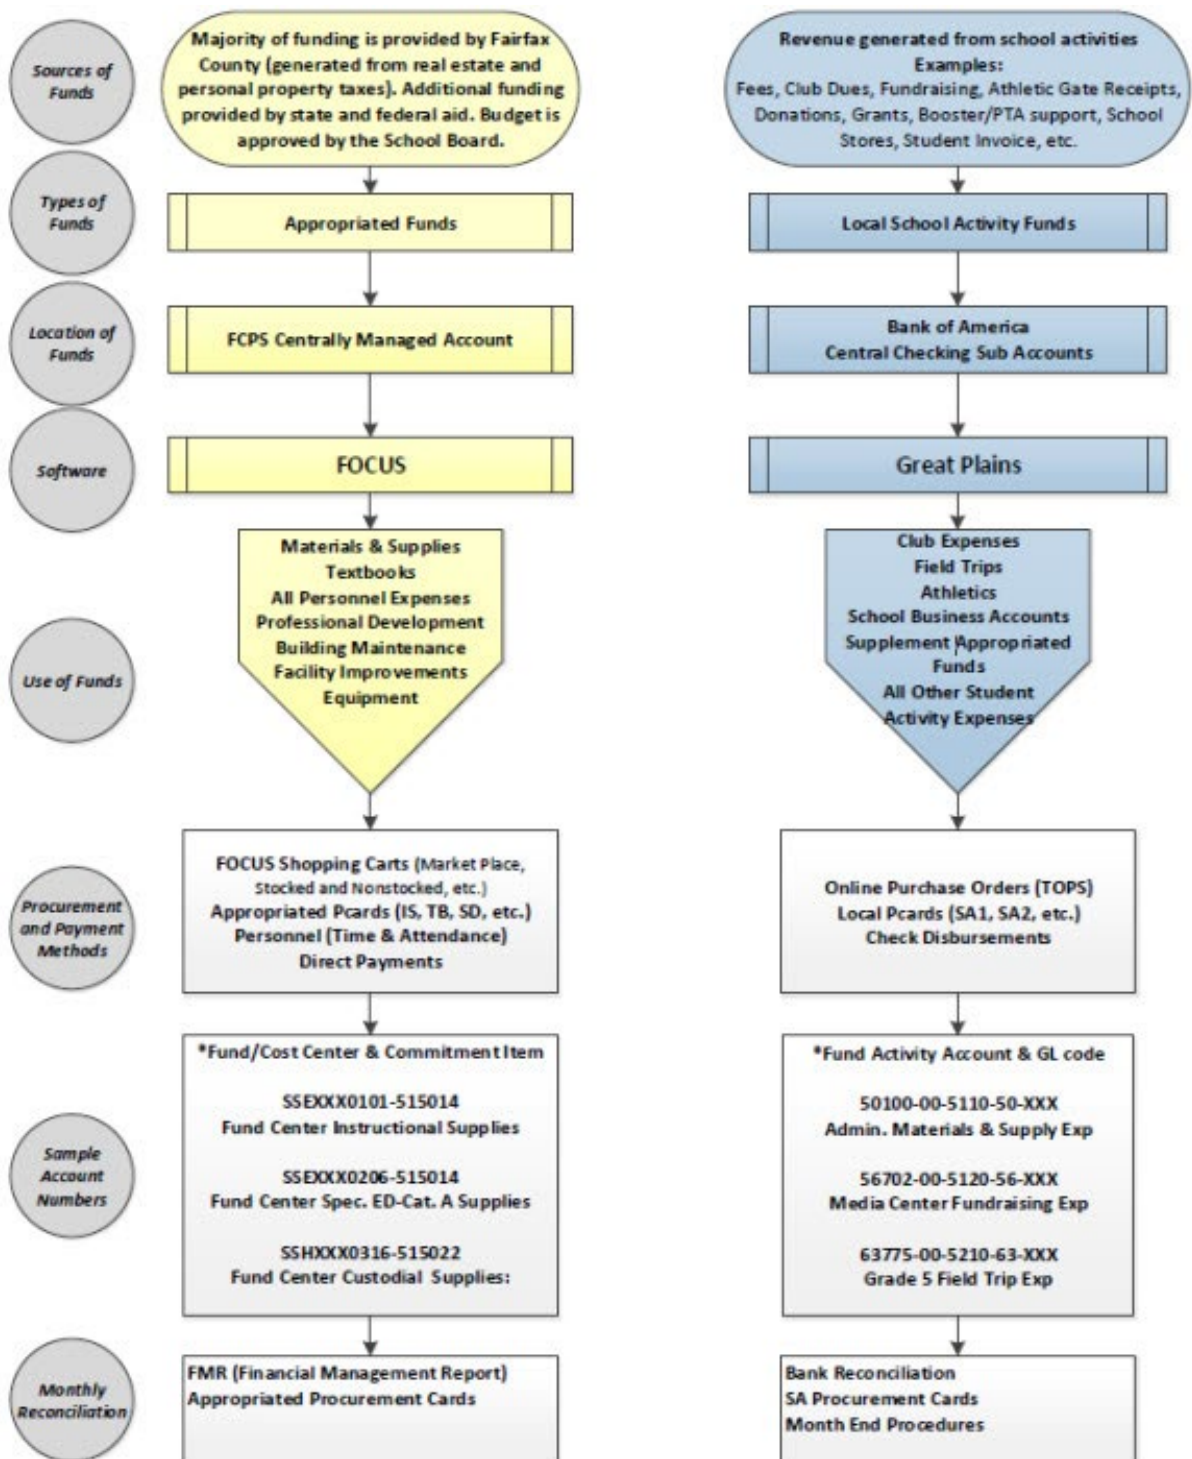 Sources of
Funds
Majority of funding is provided by Fairfax
County (generated from real estate and
personal property taxes). Additional funding
provided by state and federal aid. Budget is
approved by the School Board.
Revenue generated from school activities
Examples:
Fees, Club Dues, Fundraising, Athletic Gate Receipts,
Donations, Grants, Booster/PTA support, School
Stores, Student Invoice, etc.
Types of
Funds
Appropriated Funds
Local School Activity Funds
Location of
Funds
FCPS Centrally Managed Account
Bank of America
Central Checking Sub Accounts
Software
FOCUS
Great Plains
Use of Funds
Materials & Supplies
Textbooks
All Personnel Expenses
Professional Development
Building Maintenance
Facility Improvements
Equipment
Club Expenses
Field Trips
Athletics
School Business Accounts
Supplement Appropriated
Funds
All Other Student
Activity Expenses
Procurement
and Payment
Methods
FOCUS Shopping Carts (Market Place,
Stocked and Nonstocked, etc.)
Appropriated Pcards (IS, TB, SD, etc.)
Personnel (Time & Attendance)
Direct Payments
Online Purchase Orders (TOPS)
Local Pcards (SA1, SA2, etc.)
Check Disbursements
Sample
Account
Numbers
*Fund/Cost Center & Commitment Item
SSEXXX0101-515014
Fund Center Instructional Supplies
SSEXXX0206-515014
Fund Center Spec. ED-Cat. A Supplies
SSHXXX0316-515022
Fund Center Custodial Supplies:
*Fund Activity Account & GL code
50100-00-5110-50-XXX
Admin. Materials & Supply Exp
56702-00-5120-56-XXX
Media Center Fundraising Exp
63775-00-5210-63-XXX
Grade 5 Field Trip Exp
Monthly
Reconciliation
FMR (Financial Management Report)
Appropriated Procurement Cards
Bank Reconciliation
SA Procurement Cards
Month End Procedures